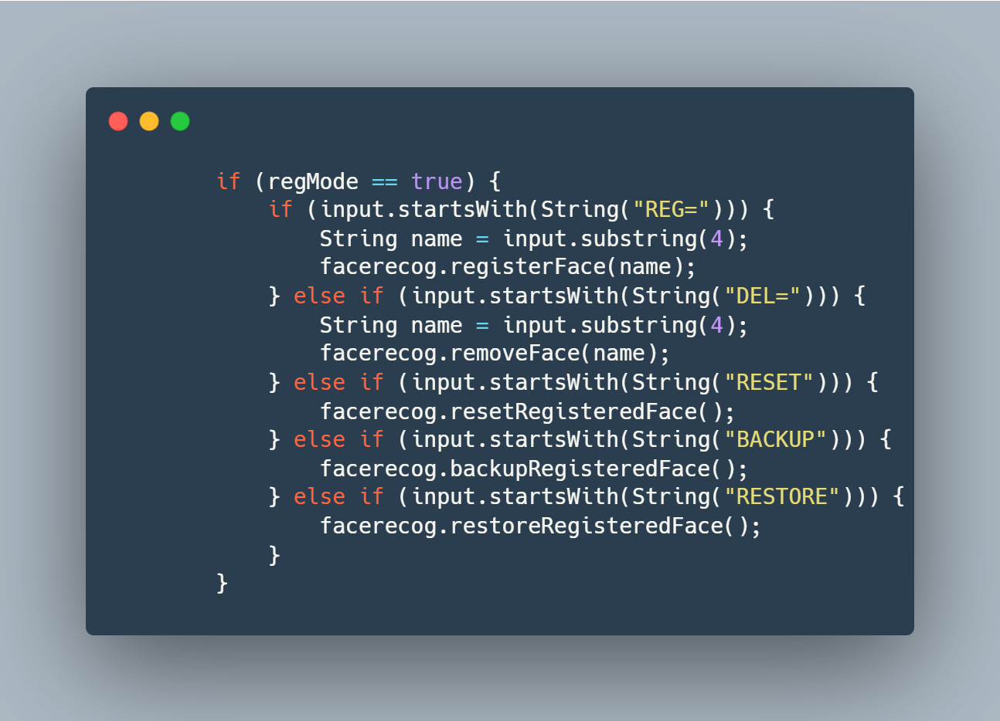 if (regMode == true) {
    if (input.startsWith(String("REG="))) {
        String name = input.substring(4);
        facerecog.registerFace(name);
    } else if (input.startsWith(String("DEL="))) {
        String name = input.substring(4);
        facerecog.removeFace(name);
    } else if (input.startsWith(String("RESET"))) {
        facerecog.resetRegisteredFace();
    } else if (input.startsWith(String("BACKUP"))) {
        facerecog.backupRegisteredFace();
    } else if (input.startsWith(String("RESTORE"))) {
        facerecog.restoreRegisteredFace();
    }
}